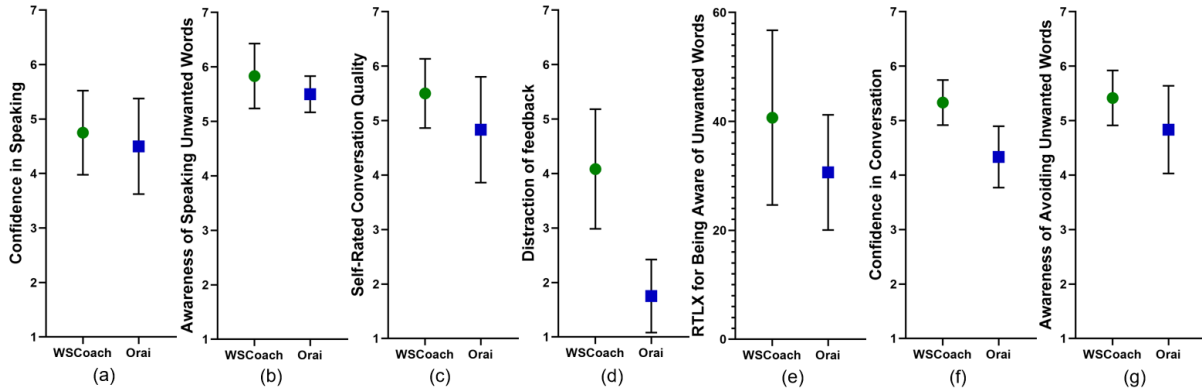 Confidence in Speaking
7
6
5
4
3
2
1
WSCoach Orai
(a)
Awareness of Speaking Unwanted Words
7
6
5
4
3
2
1
WSCoach Orai
(b)
Self-Rated Conversation Quality
7
6
5
4
3
2
1
WSCoach Orai
(c)
Distraction of feedback
7
6
5
4
3
2
1
WSCoach Orai
(d)
RTLX for Being Aware of Unwanted Words
60
40
20
0
WSCoach Orai
(e)
Confidence in Conversation
7
6
5
4
3
2
1
WSCoach Orai
(f)
Awareness of Avoiding Unwanted Words
7
6
5
4
3
2
1
WSCoach Orai
(g)